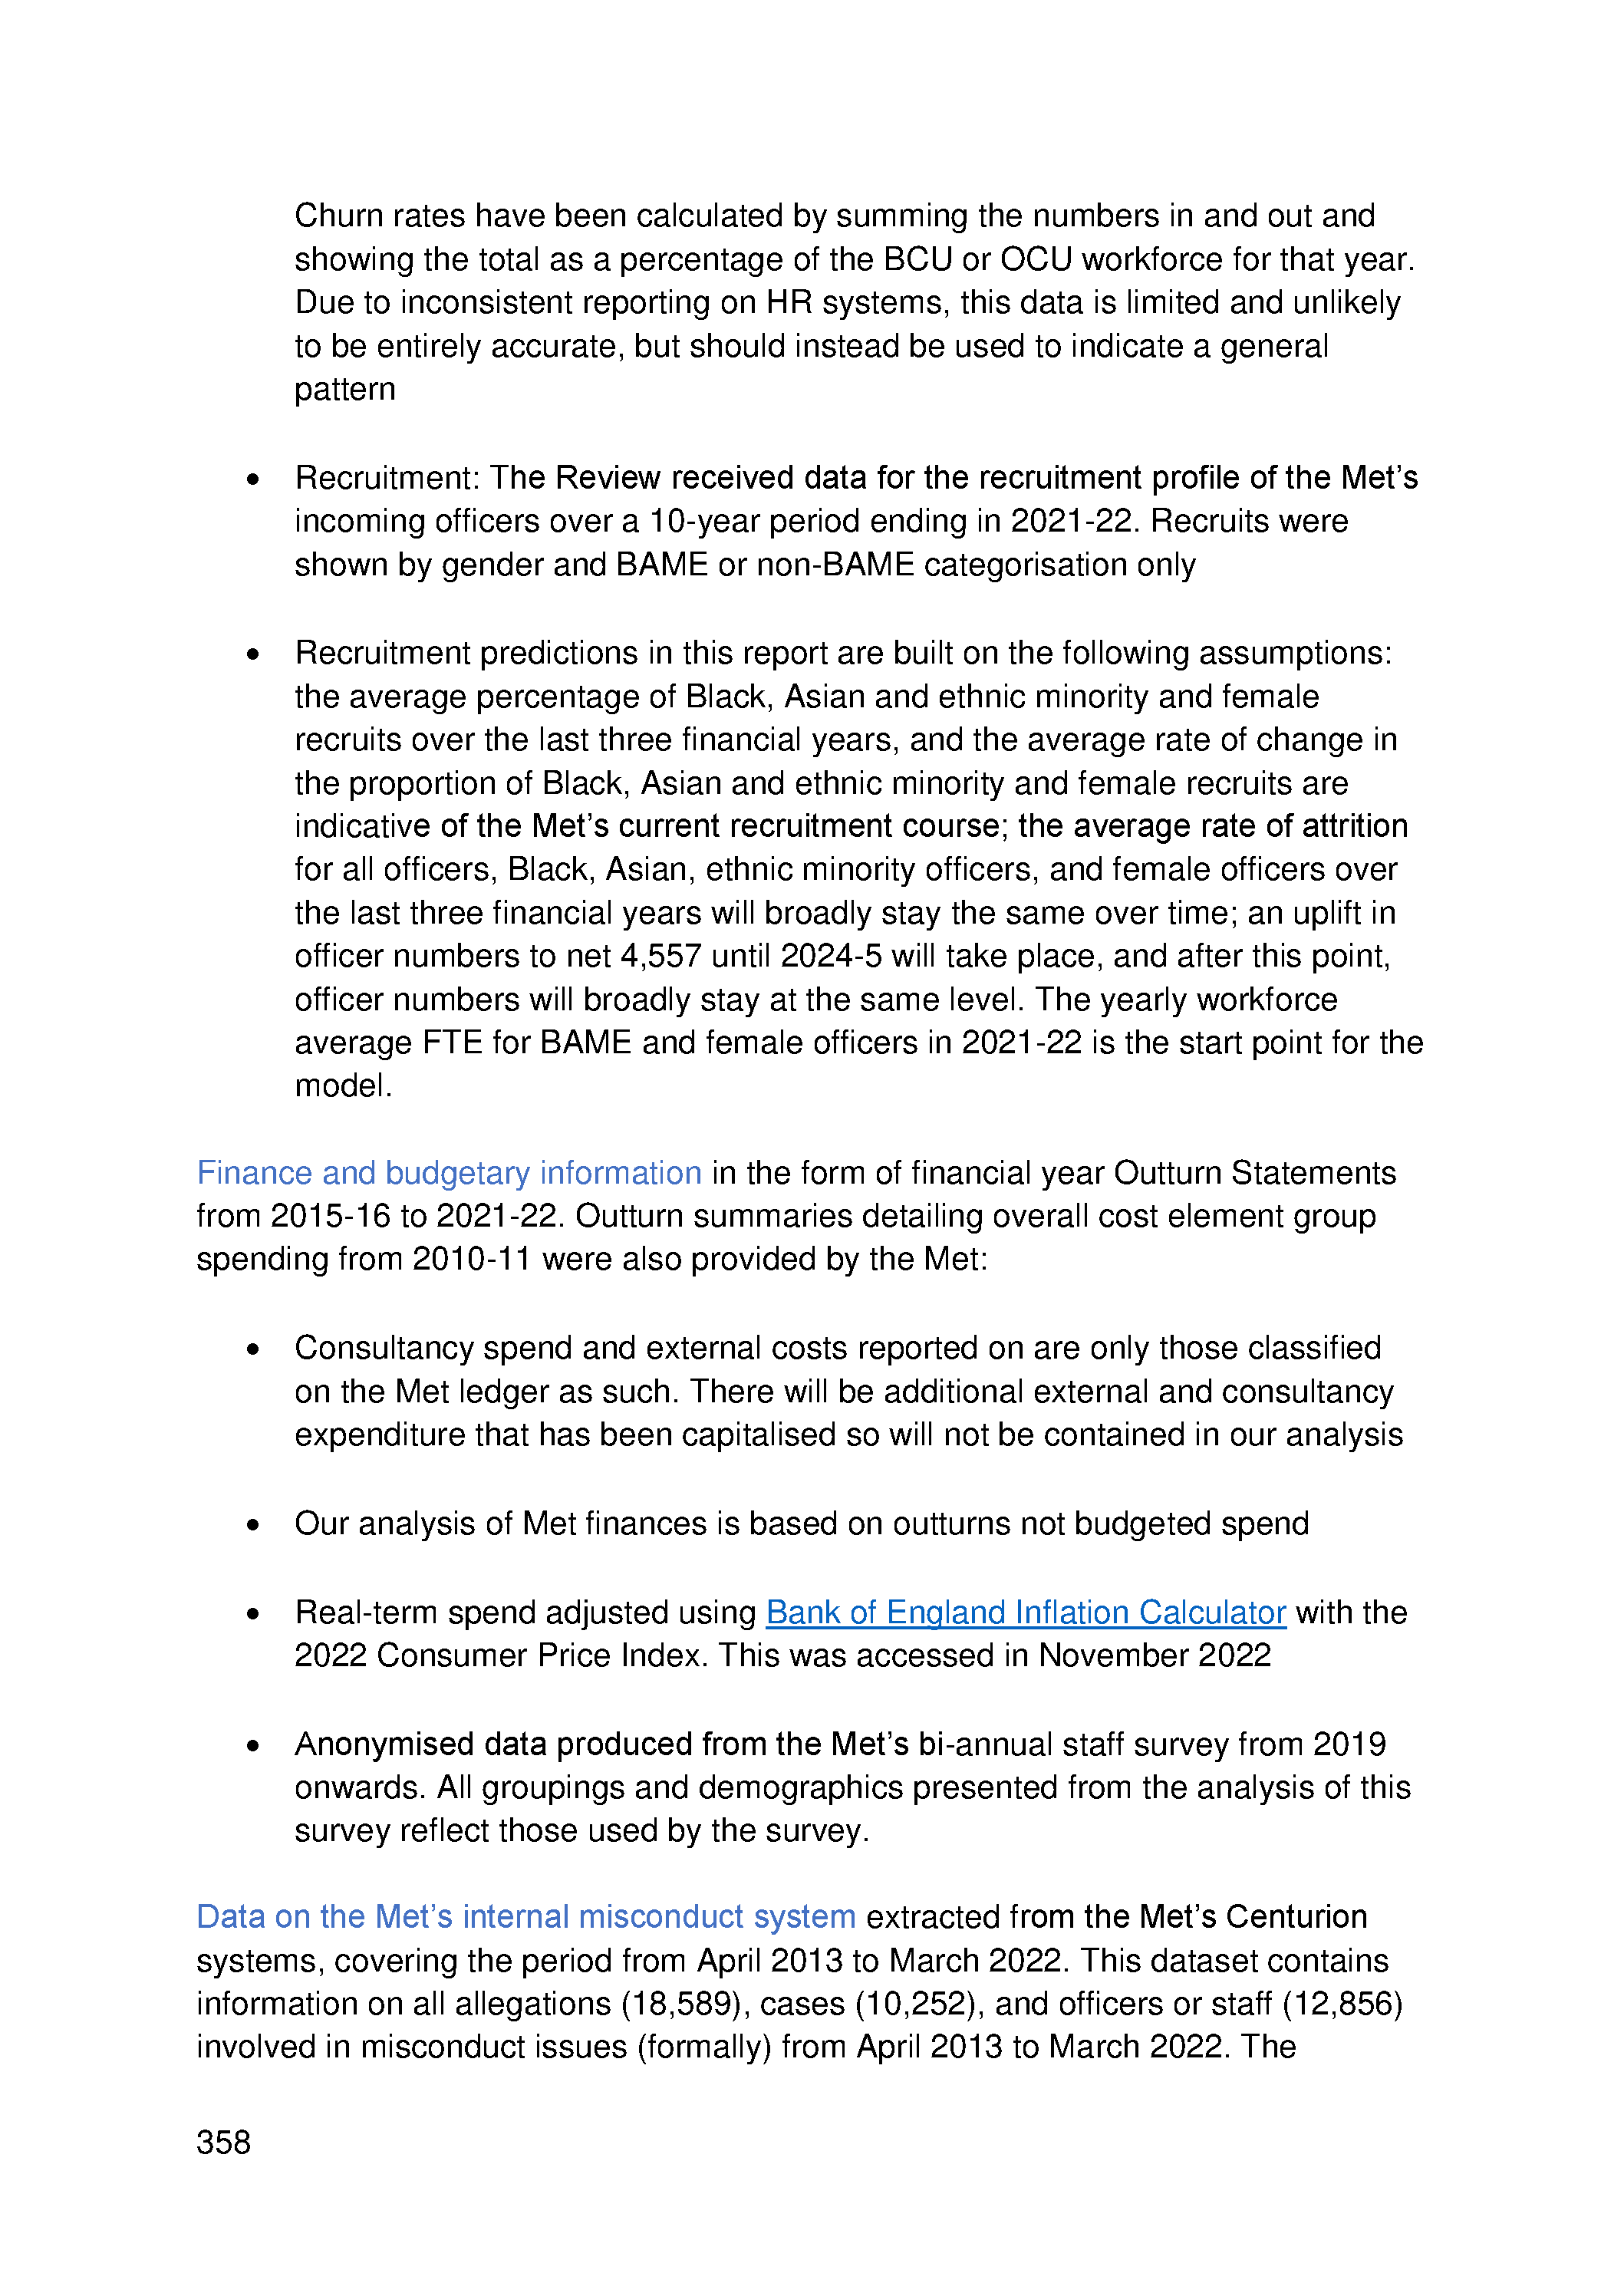 Churn rates have been calculated by summing the numbers in and out and
showing the total as a percentage of the BCU or OCU workforce for that year.
Due to inconsistent reporting on HR systems, this data is limited and unlikely
to be entirely accurate, but should instead be used to indicate a general
pattern
• Recruitment: The Review received data for the recruitment profile of the Met’s
incoming officers over a 10-year period ending in 2021-22. Recruits were
shown by gender and BAME or non-BAME categorisation only
• Recruitment predictions in this report are built on the following assumptions:
the average percentage of Black, Asian and ethnic minority and female
recruits over the last three financial years, and the average rate of change in
the proportion of Black, Asian and ethnic minority and female recruits are
indicative of the Met’s current recruitment course; the average rate of attrition
for all officers, Black, Asian, ethnic minority officers, and female officers over
the last three financial years will broadly stay the same over time; an uplift in
officer numbers to net 4,557 until 2024-5 will take place, and after this point,
officer numbers will broadly stay at the same level. The yearly workforce
average FTE for BAME and female officers in 2021-22 is the start point for the
model.
Finance and budgetary information in the form of financial year Outturn Statements
from 2015-16 to 2021-22. Outturn summaries detailing overall cost element group
spending from 2010-11 were also provided by the Met:
• Consultancy spend and external costs reported on are only those classified
on the Met ledger as such. There will be additional external and consultancy
expenditure that has been capitalised so will not be contained in our analysis
• Our analysis of Met finances is based on outturns not budgeted spend
• Real-term spend adjusted using Bank of England Inflation Calculator with the
2022 Consumer Price Index. This was accessed in November 2022
• Anonymised data produced from the Met’s bi-annual staff survey from 2019
onwards. All groupings and demographics presented from the analysis of this
survey reflect those used by the survey.
Data on the Met’s internal misconduct system extracted from the Met’s Centurion
systems, covering the period from April 2013 to March 2022. This dataset contains
information on all allegations (18,589), cases (10,252), and officers or staff (12,856)
involved in misconduct issues (formally) from April 2013 to March 2022. The
358